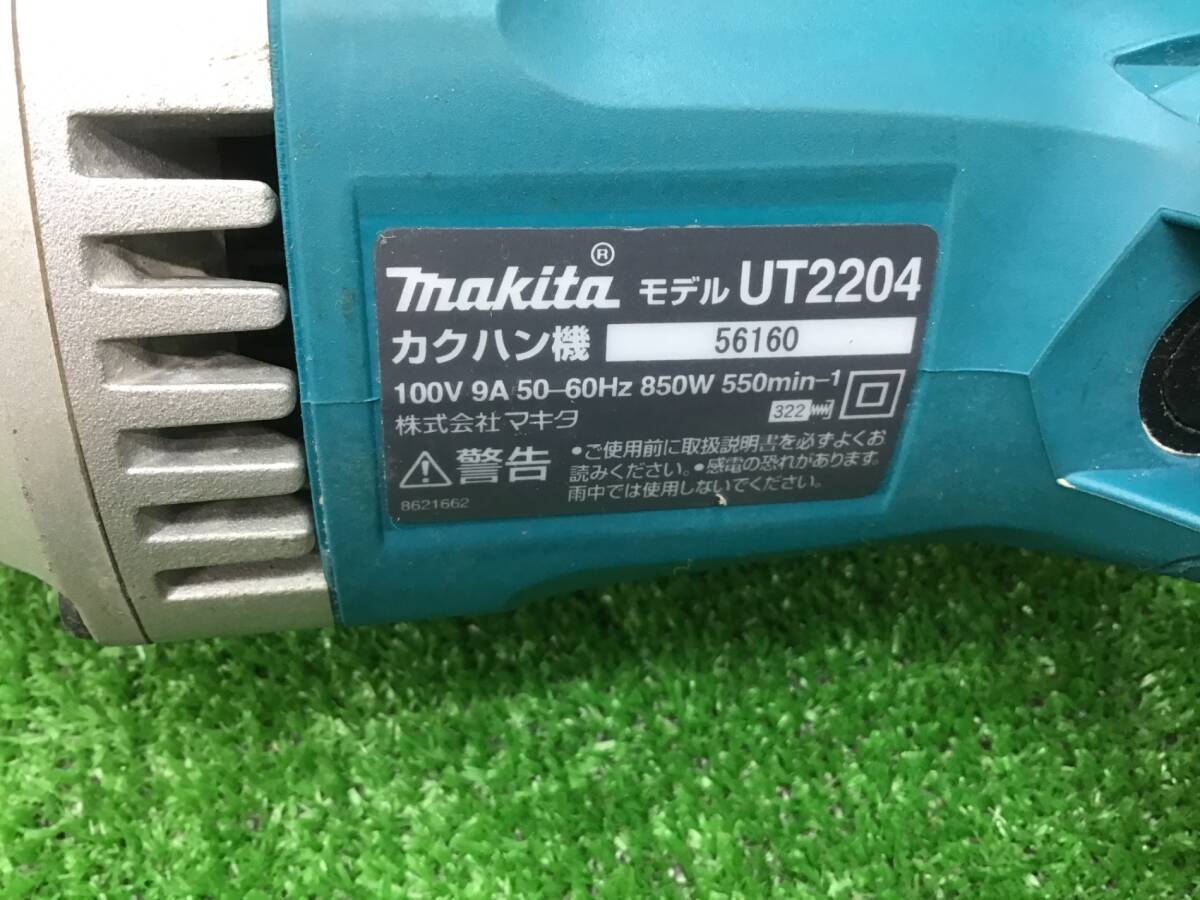 makita® モデル UT2204
カクハン機 56160
100V 9A 50-60Hz 850W 550min-1
株式会社マキタ 322
警告 •ご使用前に取扱説明書を必ずよくお
読みください。•感電の恐れがあります。
雨中では使用しないでください。
8621662